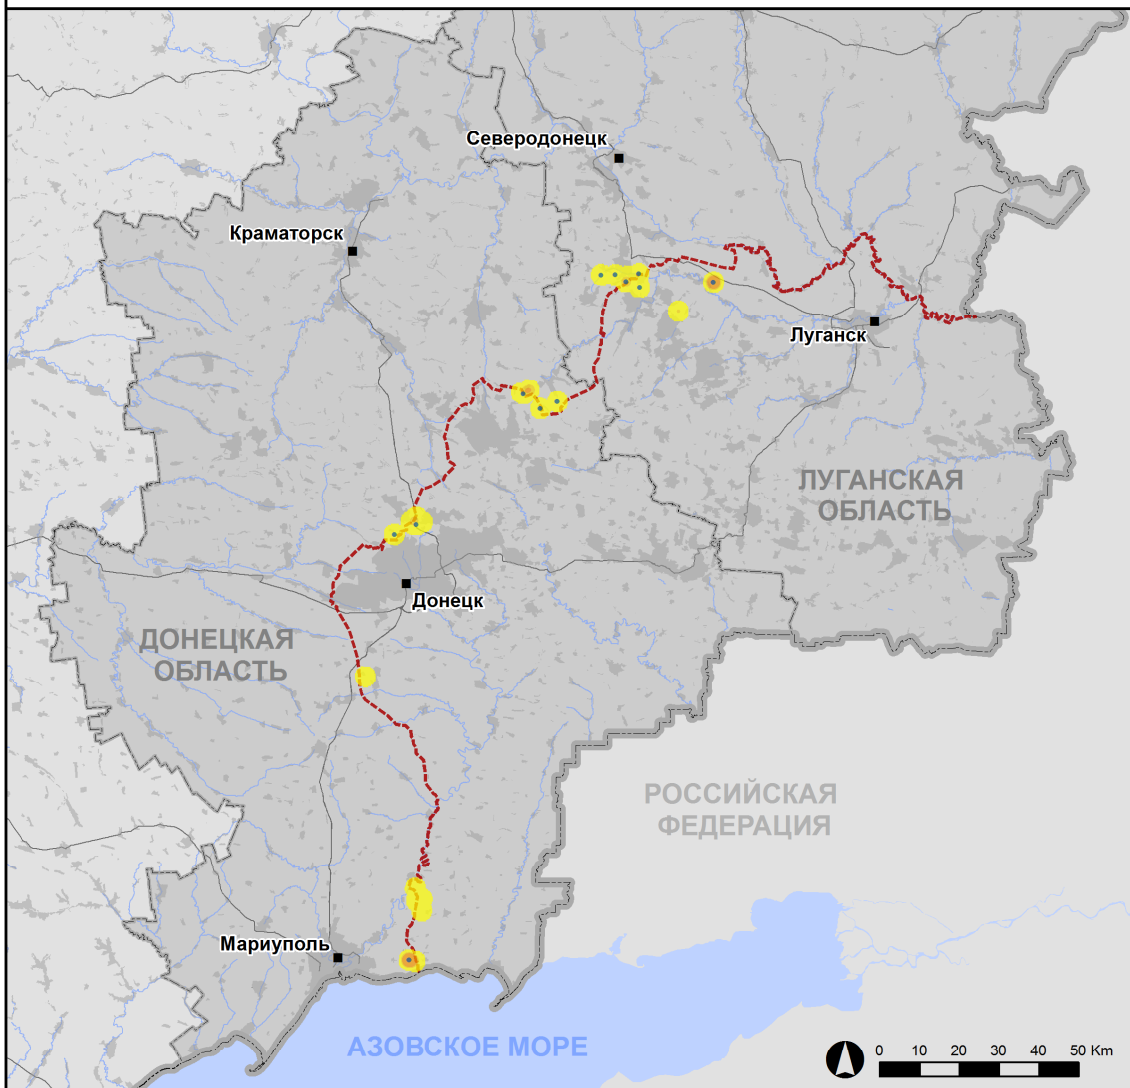 Северодонецк
Краматорск
Луганск
ЛУГАНСКАЯ
ОБЛАСТЬ
Донецк
ДОНЕЦКАЯ
ОБЛАСТЬ
РОССИЙСКАЯ
ФЕДЕРАЦИЯ
Мариуполь
АЗОВСКОЕ МОРЕ
0 10 20 30 40 50 Km